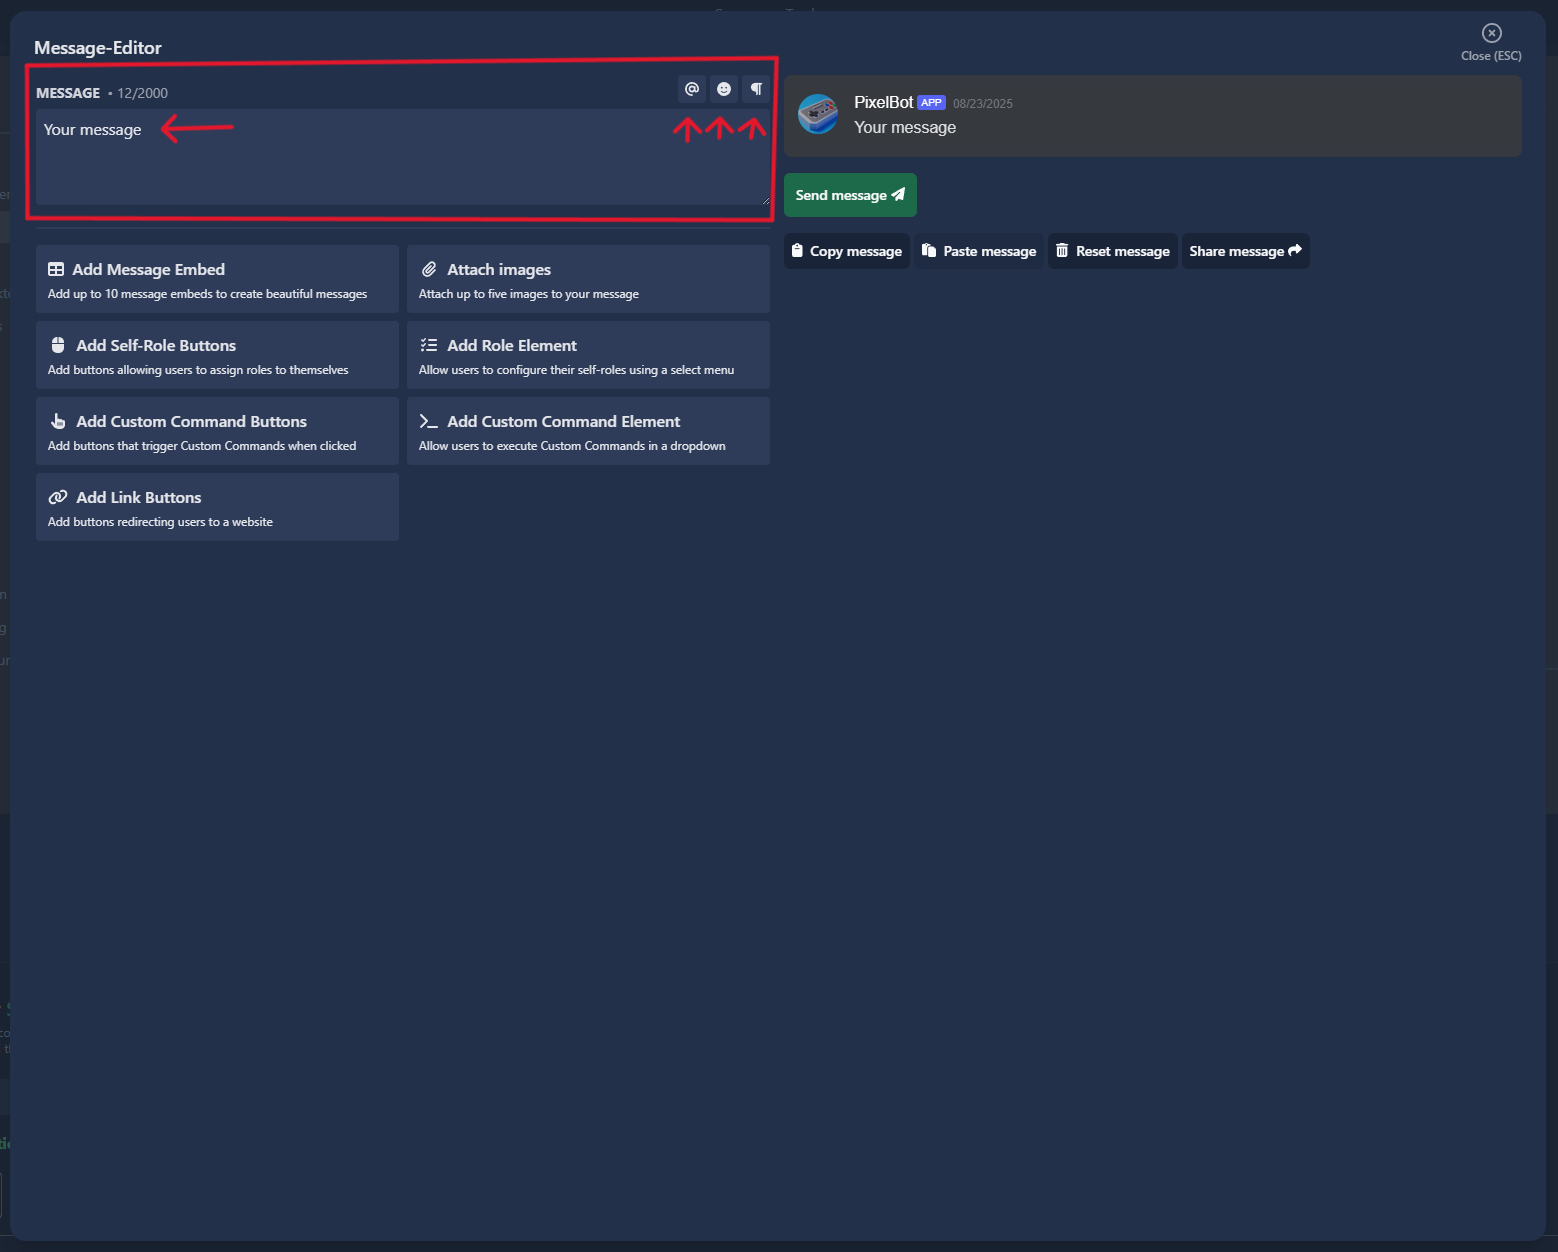 Message-Editor
Close (ESC)
MESSAGE • 12/2000
Your message
PixelBot APP 08/23/2025
Your message
Send message
Copy message
Paste message
Reset message
Share message
Add Message Embed
Add up to 10 message embeds to create beautiful messages
Attach images
Attach up to five images to your message
Add Self-Role Buttons
Add buttons allowing users to assign roles to themselves
Add Role Element
Allow users to configure their self-roles using a select menu
Add Custom Command Buttons
Add buttons that trigger Custom Commands when clicked
Add Custom Command Element
Allow users to execute Custom Commands in a dropdown
Add Link Buttons
Add buttons redirecting users to a website